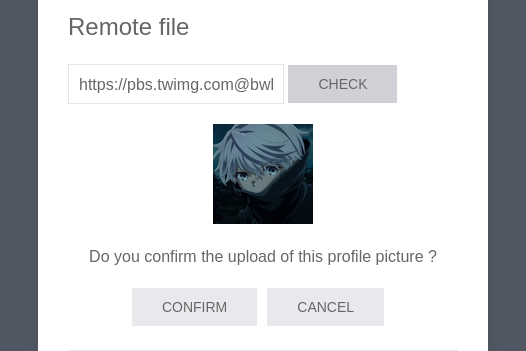 Remote file
https://pbs.twimg.com@bwl
CHECK
Do you confirm the upload of this profile picture ?
CONFIRM
CANCEL